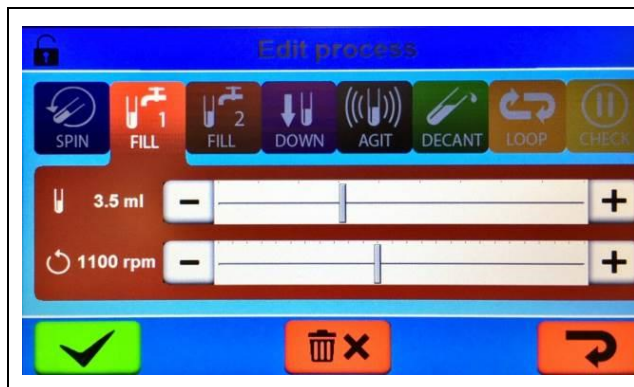 Edit process
SPIN
1
FILL
2
FILL
DOWN
AGIT
DECANT
LOOP
CHECK
3.5 ml
− +
1100 rpm
− +